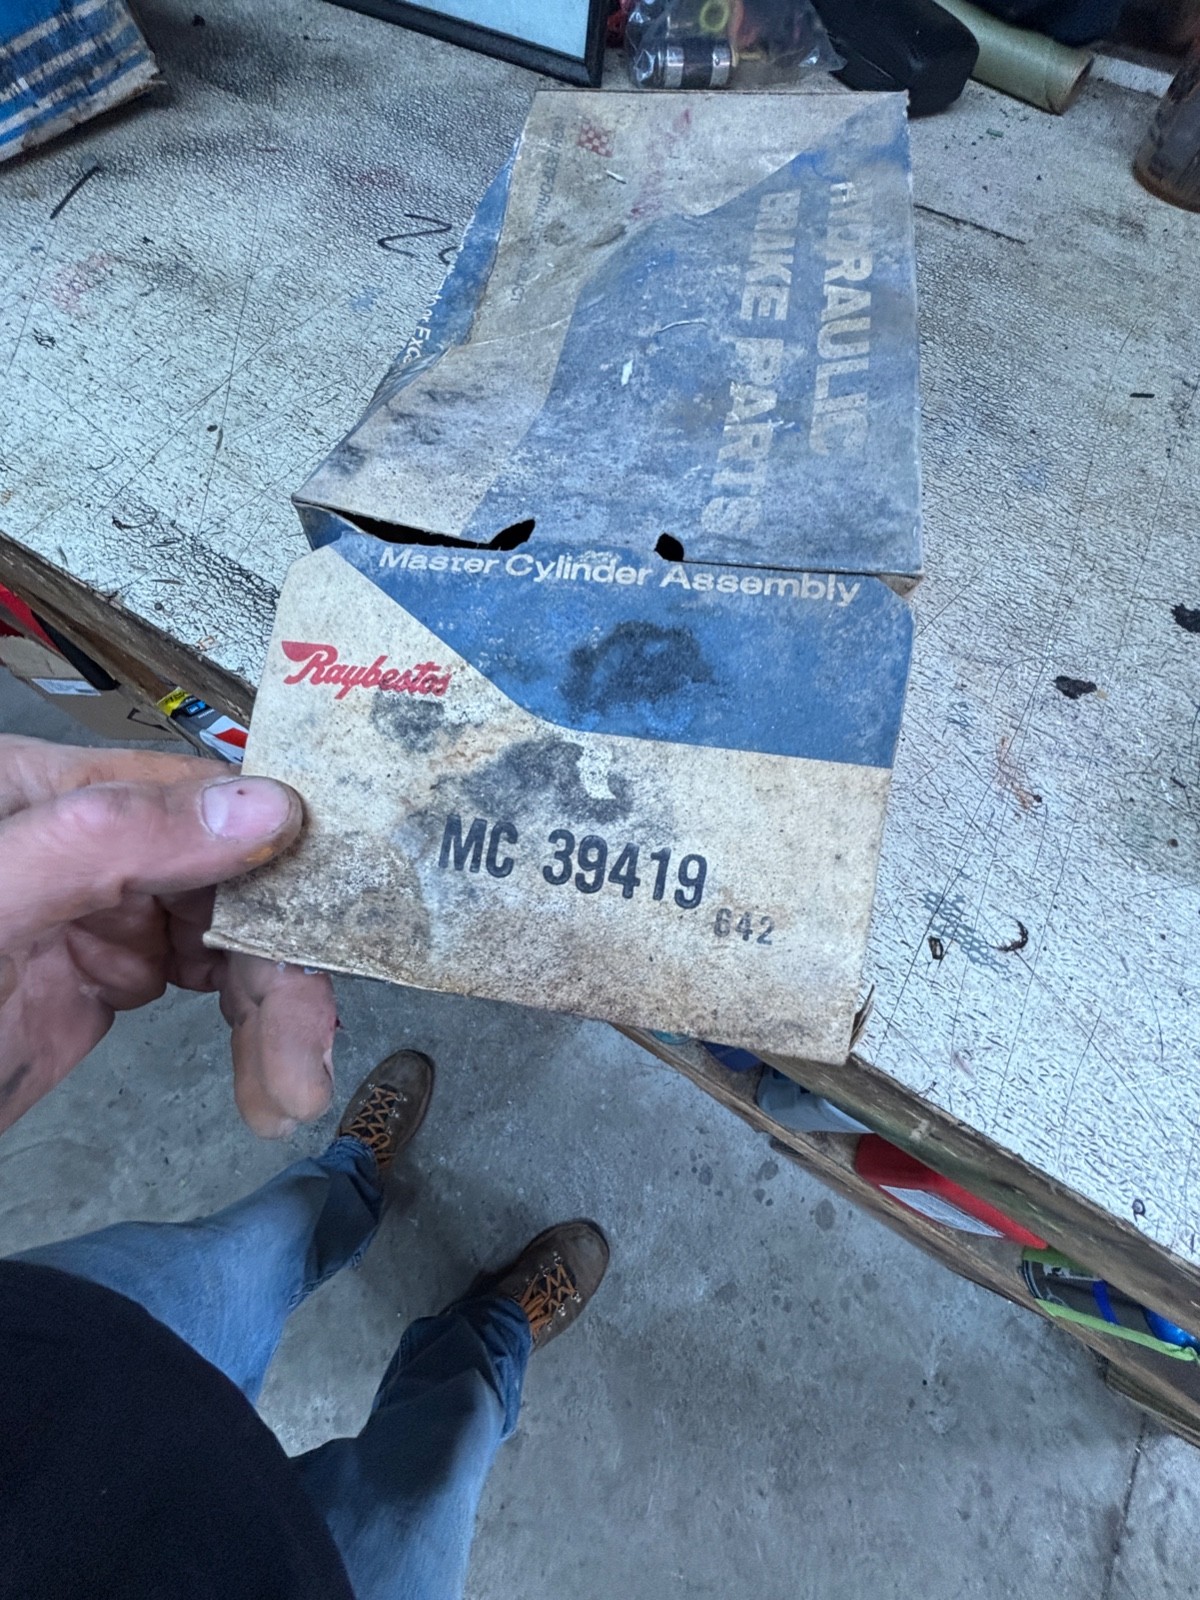 HYDRAULIC
BRAKE PARTS
Master Cylinder Assembly
Raybestos
MC 39419
642